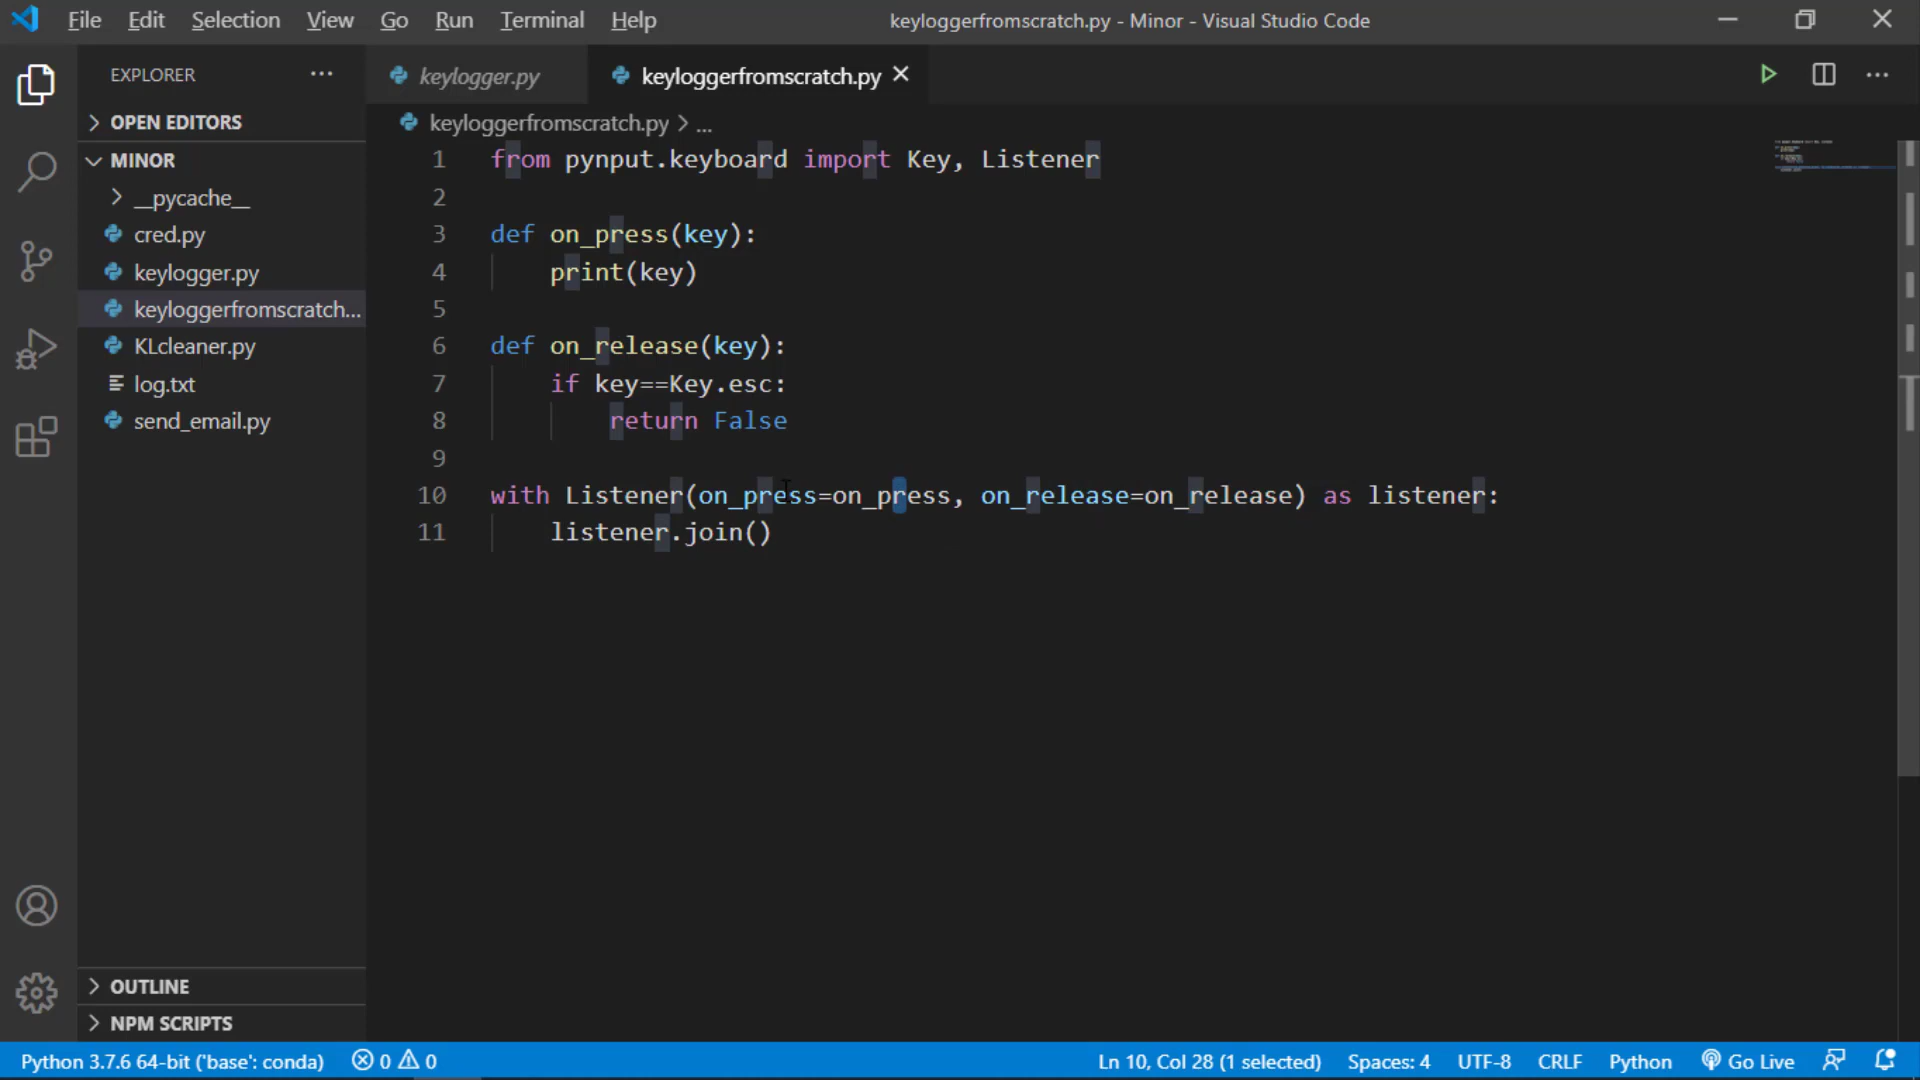 File Edit Selection View Go Run Terminal Help keyloggerfromscratch.py - Minor - Visual Studio Code
EXPLORER ... keylogger.py keyloggerfromscratch.py
OPEN EDITORS keyloggerfromscratch.py > ...
MINOR
__pycache__
cred.py
keylogger.py
keyloggerfromscratch...
KLcleaner.py
log.txt
send_email.py
OUTLINE
NPM SCRIPTS
1 from pynput.keyboard import Key, Listener
2
3 def on_press(key):
4     print(key)
5
6 def on_release(key):
7     if key==Key.esc:
8         return False
9
10 with Listener(on_press=on_press, on_release=on_release) as listener:
11     listener.join()
Python 3.7.6 64-bit ('base': conda) 0 0 Ln 10, Col 28 (1 selected) Spaces: 4 UTF-8 CRLF Python Go Live